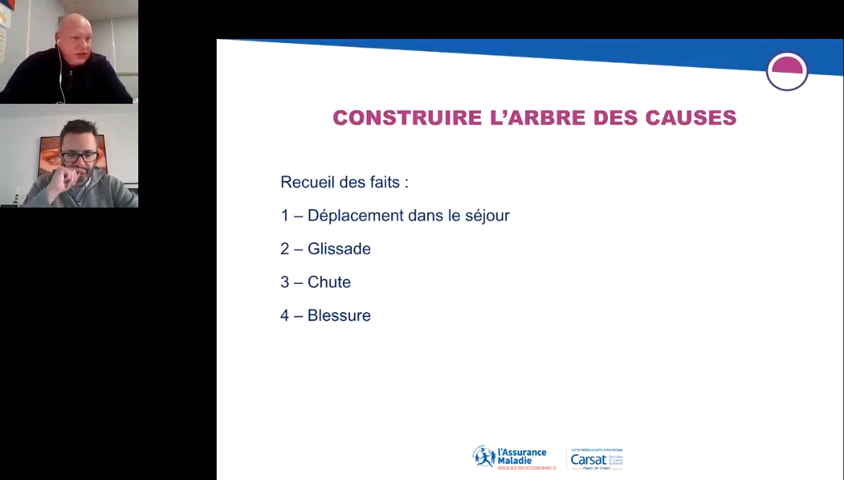 CONSTRUIRE L'ARBRE DES CAUSES
Recueil des faits :
1 – Déplacement dans le séjour
2 – Glissade
3 – Chute
4 – Blessure
l'Assurance
Maladie
RISQUES PROFESSIONNELS
Carsat